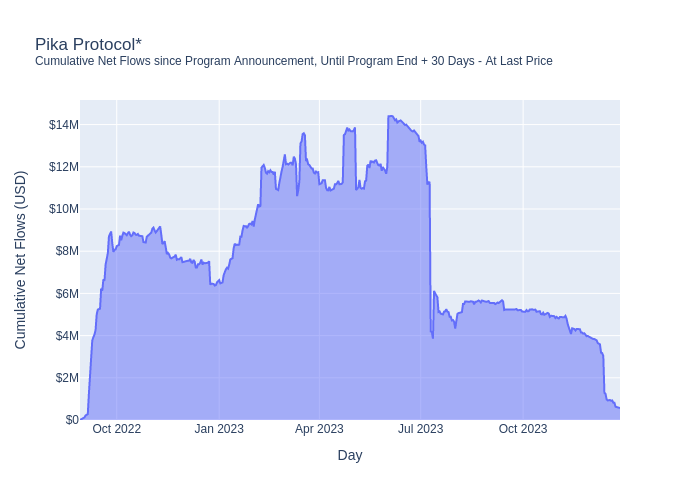 Pika Protocol*
Cumulative Net Flows since Program Announcement, Until Program End + 30 Days - At Last Price
Cumulative Net Flows (USD)
$14M
$12M
$10M
$8M
$6M
$4M
$2M
$0
Oct 2022
Jan 2023
Apr 2023
Jul 2023
Oct 2023
Day